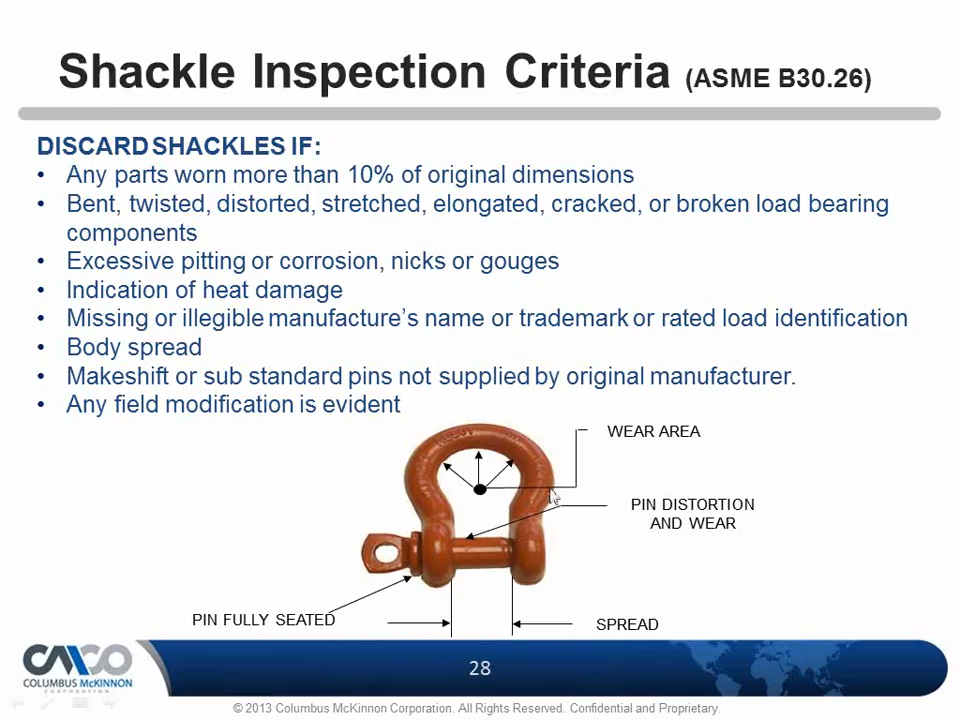 Shackle Inspection Criteria (ASME B30.26)
DISCARD SHACKLES IF:
• Any parts worn more than 10% of original dimensions
• Bent, twisted, distorted, stretched, elongated, cracked, or broken load bearing
components
• Excessive pitting or corrosion, nicks or gouges
• Indication of heat damage
• Missing or illegible manufacture's name or trademark or rated load identification
• Body spread
• Makeshift or sub standard pins not supplied by original manufacturer.
• Any field modification is evident
WEAR AREA
PIN DISTORTION
AND WEAR
PIN FULLY SEATED
SPREAD
CMCO
COLUMBUS McKINNON
CORPORATION
28
© 2013 Columbus McKinnon Corporation. All Rights Reserved. Confidential and Proprietary.